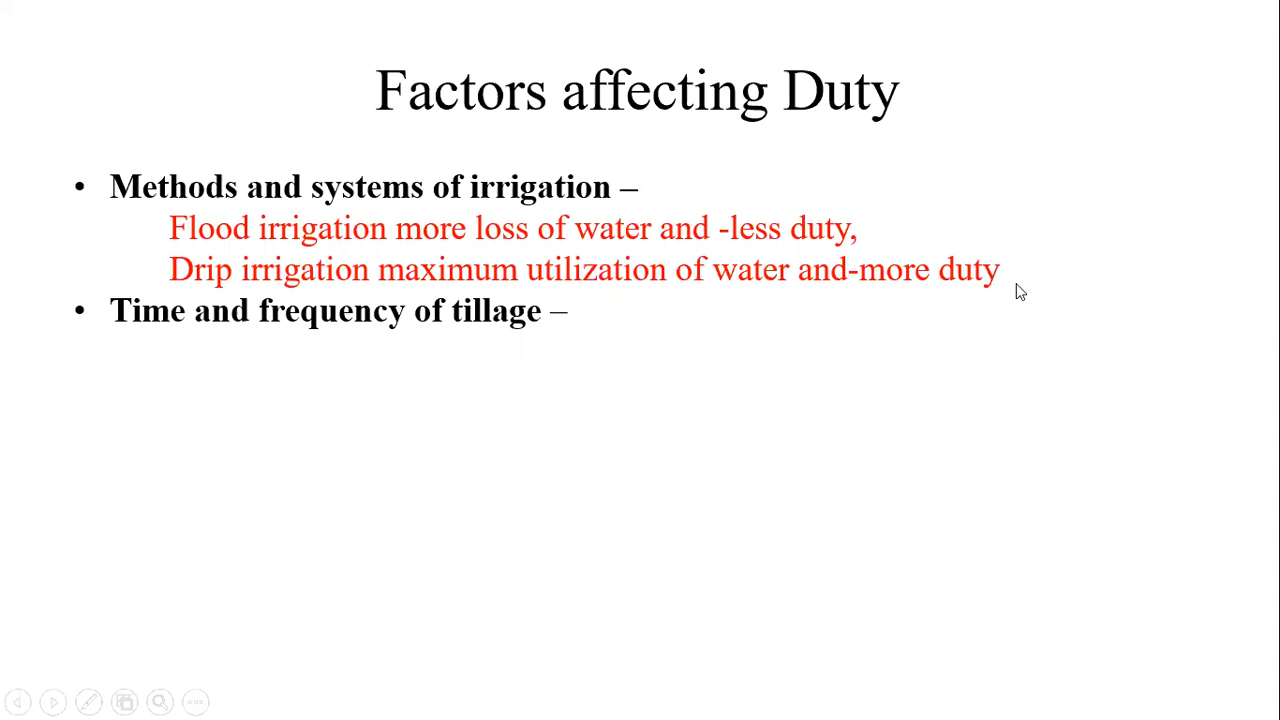 Factors affecting Duty
• Methods and systems of irrigation –
Flood irrigation more loss of water and -less duty,
Drip irrigation maximum utilization of water and-more duty
• Time and frequency of tillage –